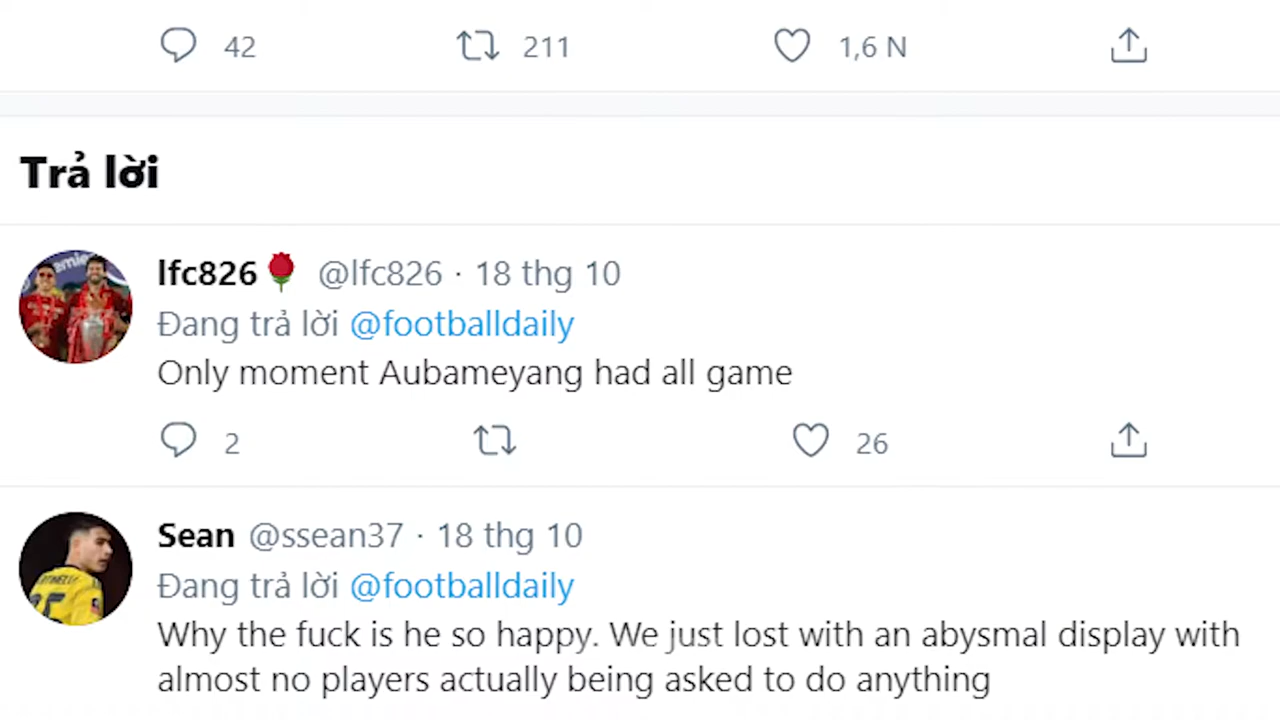 42 211 1,6 N
Trả lời
lfc826🌹 @lfc826 · 18 thg 10
Đang trả lời @footballdaily
Only moment Aubameyang had all game
2 26
Sean @ssean37 · 18 thg 10
Đang trả lời @footballdaily
Why the fuck is he so happy. We just lost with an abysmal display with
almost no players actually being asked to do anything